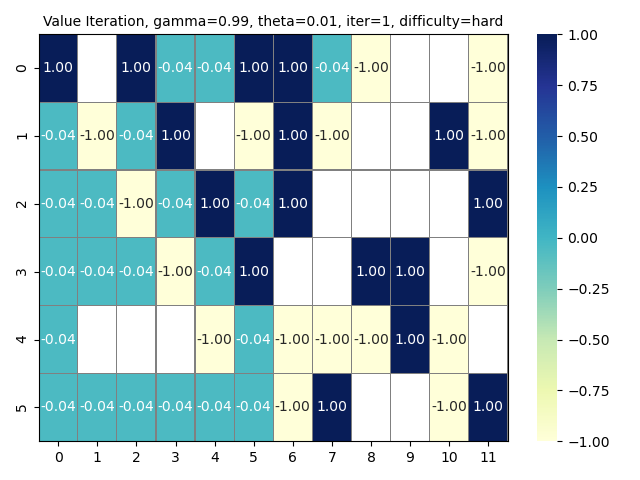 Value Iteration, gamma=0.99, theta=0.01, iter=1, difficulty=hard
0 1.00 1.00 -0.04 -0.04 1.00 1.00 -0.04 -1.00 -1.00
1 -0.04 -1.00 -0.04 1.00 -1.00 1.00 -1.00 1.00 -1.00
2 -0.04 -0.04 -1.00 -0.04 1.00 -0.04 1.00 1.00
3 -0.04 -0.04 -0.04 -1.00 -0.04 1.00 1.00 1.00 -1.00
4 -0.04 -1.00 -0.04 -1.00 -1.00 -1.00 1.00 -1.00
5 -0.04 -0.04 -0.04 -0.04 -0.04 -0.04 -1.00 1.00 -1.00 1.00
0 1 2 3 4 5 6 7 8 9 10 11
1.00
0.75
0.50
0.25
0.00
−0.25
−0.50
−0.75
−1.00